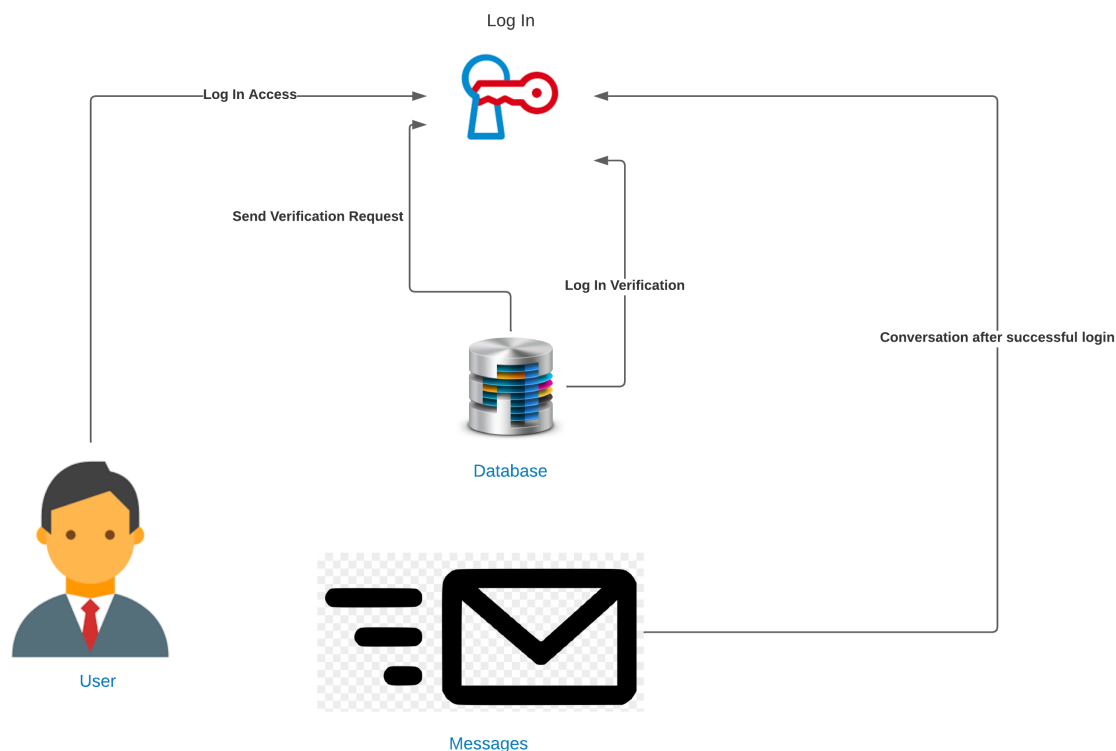 Log In
Log In Access
Send Verification Request
Log In Verification
Conversation after successful login
Database
User
Messages